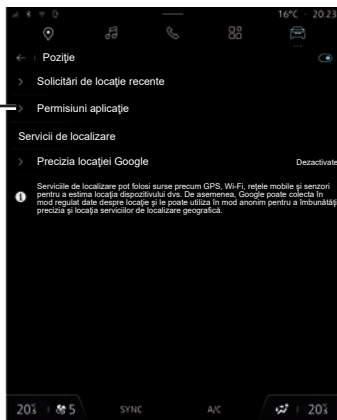 16°C - 20.23
Poziție
Solicitări de locație recente
Permisiuni aplicație
Servicii de localizare
Precizia locației Google Dezactivate
Serviciile de localizare pot folosi surse precum GPS, Wi-Fi, rețele mobile și senzori
pentru a estima locația dispozitivului dvs. De asemenea, Google poate colecta în
mod regulat date despre locație și le poate utiliza în mod anonim pentru a îmbunătăți
precizia și locația serviciilor de localizare geografică.
20 5 SYNC A/C 20